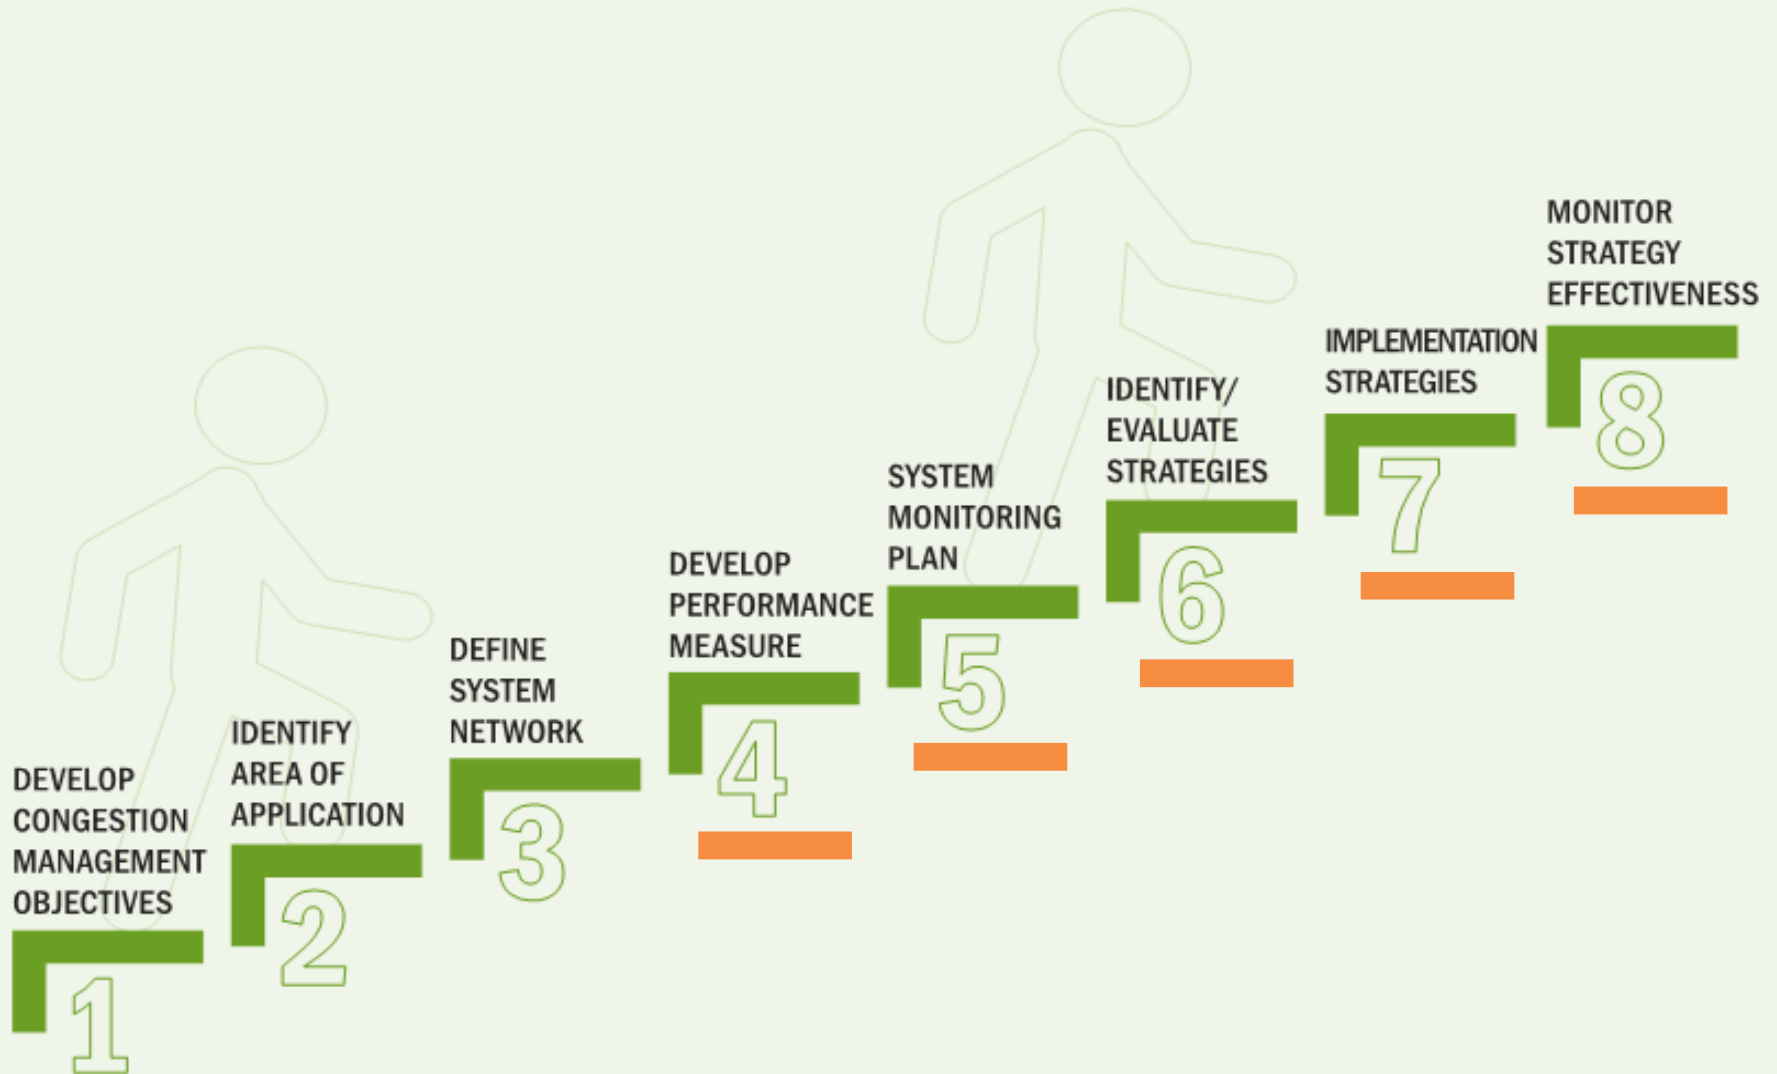 DEVELOP
CONGESTION
MANAGEMENT
OBJECTIVES
1
IDENTIFY
AREA OF
APPLICATION
2
DEFINE
SYSTEM
NETWORK
3
DEVELOP
PERFORMANCE
MEASURE
4
SYSTEM
MONITORING
PLAN
5
IDENTIFY/
EVALUATE
STRATEGIES
6
IMPLEMENTATION
STRATEGIES
7
MONITOR
STRATEGY
EFFECTIVENESS
8